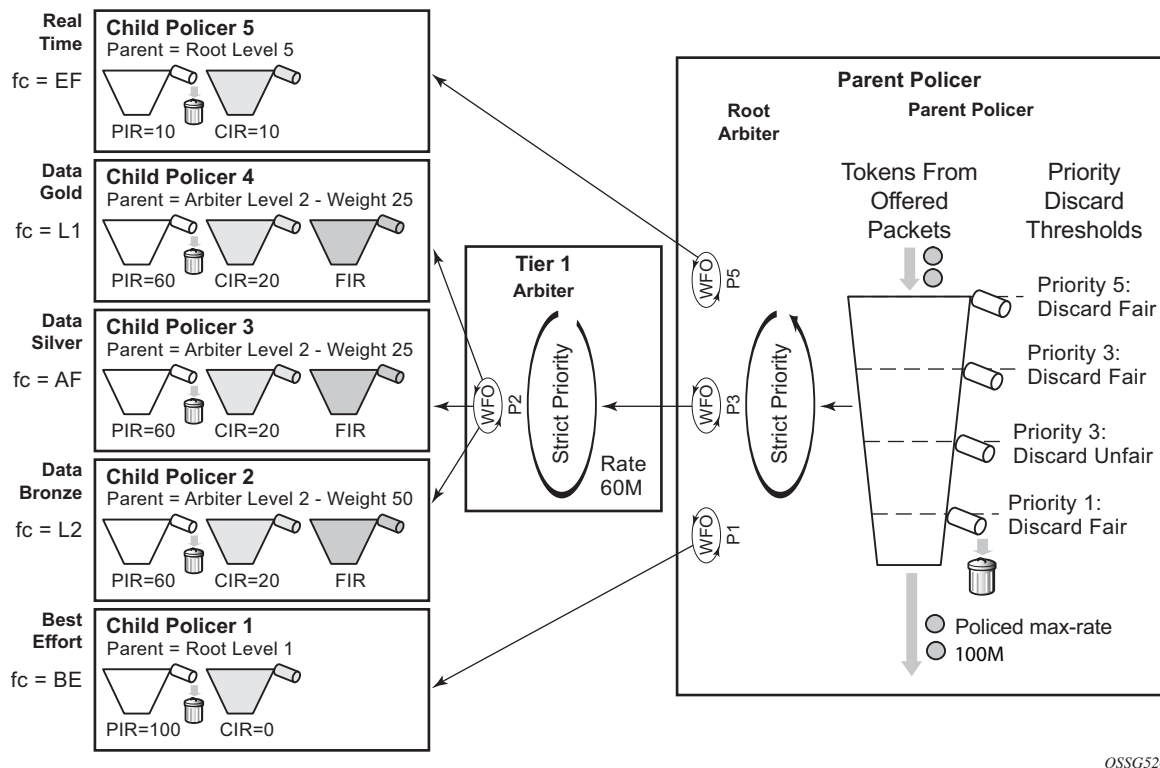 Real
Time
fc = EF
Child Policer 5
Parent = Root Level 5
PIR=10
CIR=10
Data
Gold
fc = L1
Child Policer 4
Parent = Arbiter Level 2 - Weight 25
PIR=60
CIR=20
FIR
Data
Silver
fc = AF
Child Policer 3
Parent = Arbiter Level 2 - Weight 25
PIR=60
CIR=20
FIR
Data
Bronze
fc = L2
Child Policer 2
Parent = Arbiter Level 2 - Weight 50
PIR=60
CIR=20
FIR
Best
Effort
fc = BE
Child Policer 1
Parent = Root Level 1
PIR=100
CIR=0
Tier 1
Arbiter
WFO
P2
Strict Priority
Rate
60M
Parent Policer
Root
Arbiter
WFO
P5
WFO
P3
WFO
P1
Strict Priority
Parent Policer
Tokens From
Offered
Packets
Priority
Discard
Thresholds
Priority 5:
Discard Fair
Priority 3:
Discard Fair
Priority 3:
Discard Unfair
Priority 1:
Discard Fair
Policed max-rate
100M